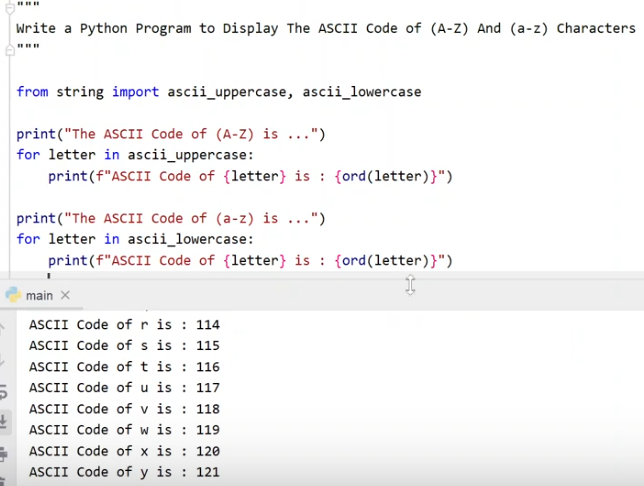 """
Write a Python Program to Display The ASCII Code of (A-Z) And (a-z) Characters
"""
from string import ascii_uppercase, ascii_lowercase
print("The ASCII Code of (A-Z) is ...")
for letter in ascii_uppercase:
    print(f"ASCII Code of {letter} is : {ord(letter)}")
print("The ASCII Code of (a-z) is ...")
for letter in ascii_lowercase:
    print(f"ASCII Code of {letter} is : {ord(letter)}")
main
ASCII Code of r is : 114
ASCII Code of s is : 115
ASCII Code of t is : 116
ASCII Code of u is : 117
ASCII Code of v is : 118
ASCII Code of w is : 119
ASCII Code of x is : 120
ASCII Code of y is : 121